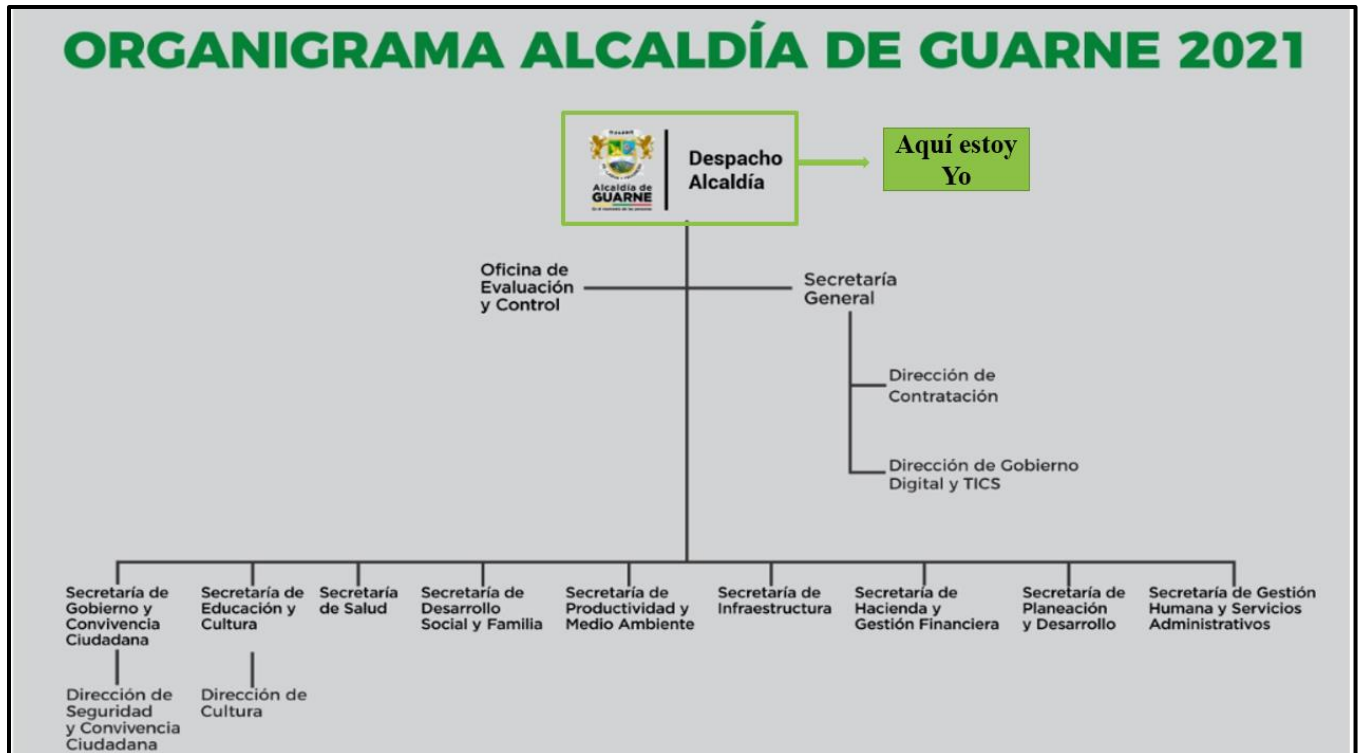 ORGANIGRAMA ALCALDÍA DE GUARNE 2021
Alcaldía de
GUARNE
Despacho
Alcaldía
Aquí estoy
Yo
Oficina de
Evaluación
y Control
Secretaría
General
Dirección de
Contratación
Dirección de Gobierno
Digital y TICS
Secretaría de
Gobierno y
Convivencia
Ciudadana
Secretaría de
Educación y
Cultura
Secretaría
de Salud
Secretaría de
Desarrollo
Social y Familia
Secretaría de
Productividad y
Medio Ambiente
Secretaría de
Infraestructura
Secretaría de
Hacienda y
Gestión Financiera
Secretaría de
Planeación
y Desarrollo
Secretaría de Gestión
Humana y Servicios
Administrativos
Dirección de
Seguridad
y Convivencia
Ciudadana
Dirección de
Cultura